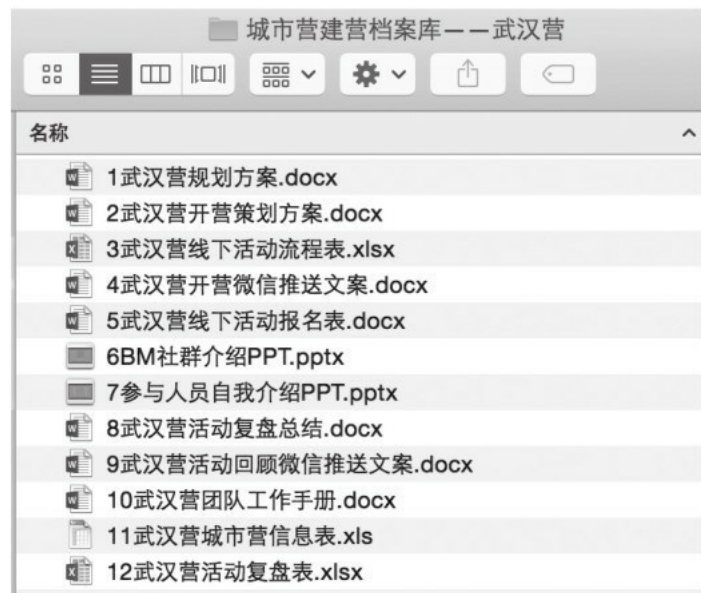 城市营建营档案库——武汉营
名称
1武汉营规划方案.docx
2武汉营开营策划方案.docx
3武汉营线下活动流程表.xlsx
4武汉营开营微信推送文案.docx
5武汉营线下活动报名表.docx
6BM社群介绍PPT.pptx
7参与人员自我介绍PPT.pptx
8武汉营活动复盘总结.docx
9武汉营活动回顾微信推送文案.docx
10武汉营团队工作手册.docx
11武汉营城市营信息表.xls
12武汉营活动复盘表.xlsx